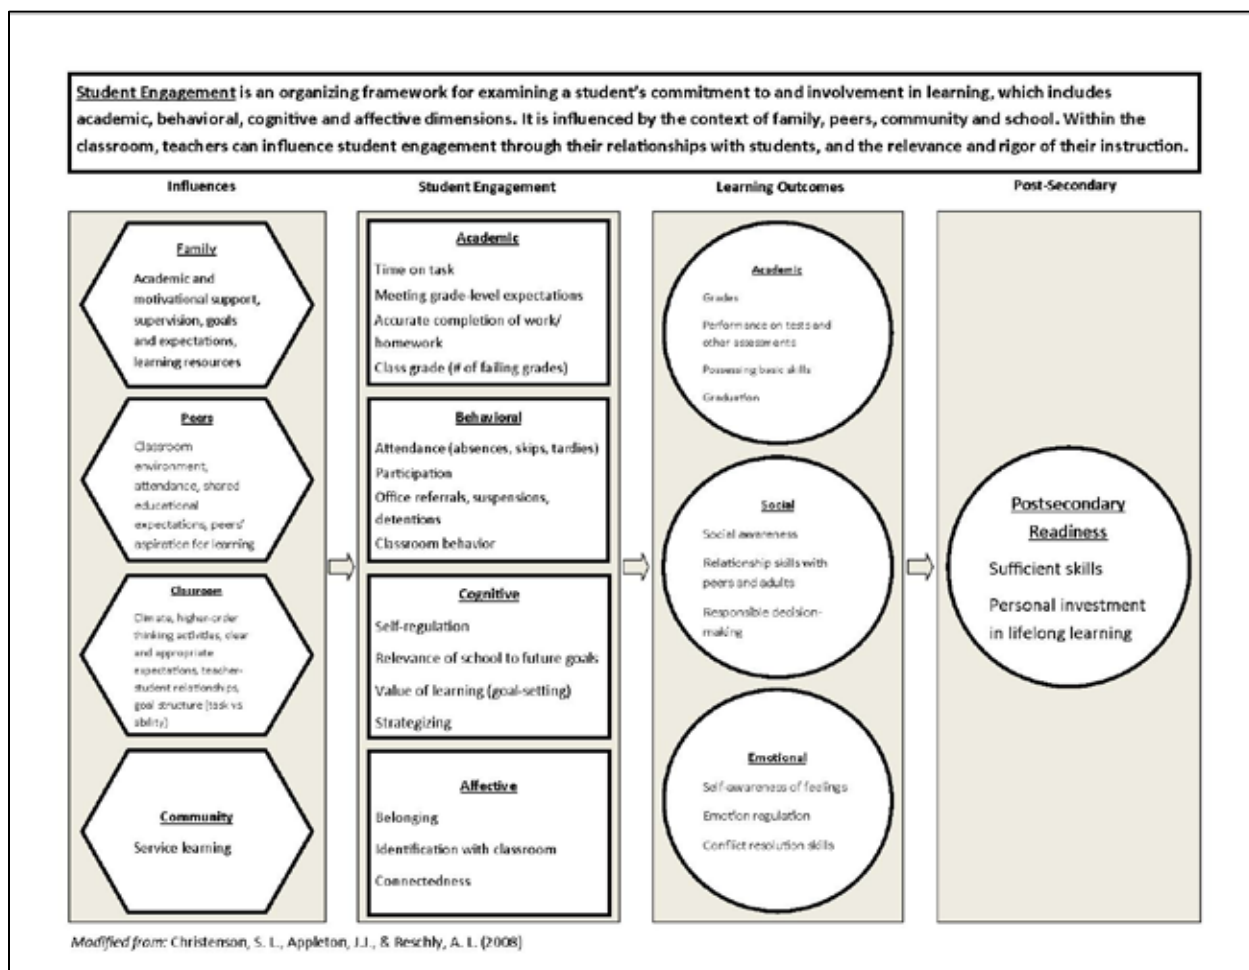 Student Engagement is an organizing framework for examining a student's commitment to and involvement in learning, which includes
academic, behavioral, cognitive and affective dimensions. It is influenced by the context of family, peers, community and school. Within the
classroom, teachers can influence student engagement through their relationships with students, and the relevance and rigor of their instruction.
Influences
Family
Academic and
motivational support,
supervision, goals
and expectations,
learning resources
Peers
Classroom
environment,
attendance, shared
educational
expectations, peers'
aspiration for learning
Classroom
Climate, higher-order
thinking activities, clear
and appropriate
expectations, teacher-
student relationships,
goal structure (task vs
ability)
Community
Service learning
Student Engagement
Academic
Time on task
Meeting grade-level expectations
Accurate completion of work/
homework
Class grade (# of failing grades)
Behavioral
Attendance (absences, skips, tardies)
Participation
Office referrals, suspensions,
detentions
Classroom behavior
Cognitive
Self-regulation
Relevance of school to future goals
Value of learning (goal-setting)
Strategizing
Affective
Belonging
Identification with classroom
Connectedness
Learning Outcomes
Academic
Grades
Performance on tests and
other assessments
Possessing basic skills
Graduation
Social
Social awareness
Relationship skills with
peers and adults
Responsible decision-
making
Emotional
Self-awareness of feelings
Emotion regulation
Conflict resolution skills
Post-Secondary
Postsecondary
Readiness
Sufficient skills
Personal investment
in lifelong learning
Modified from: Christenson, S. L., Appleton, J.J., & Reschly, A. L. (2008)